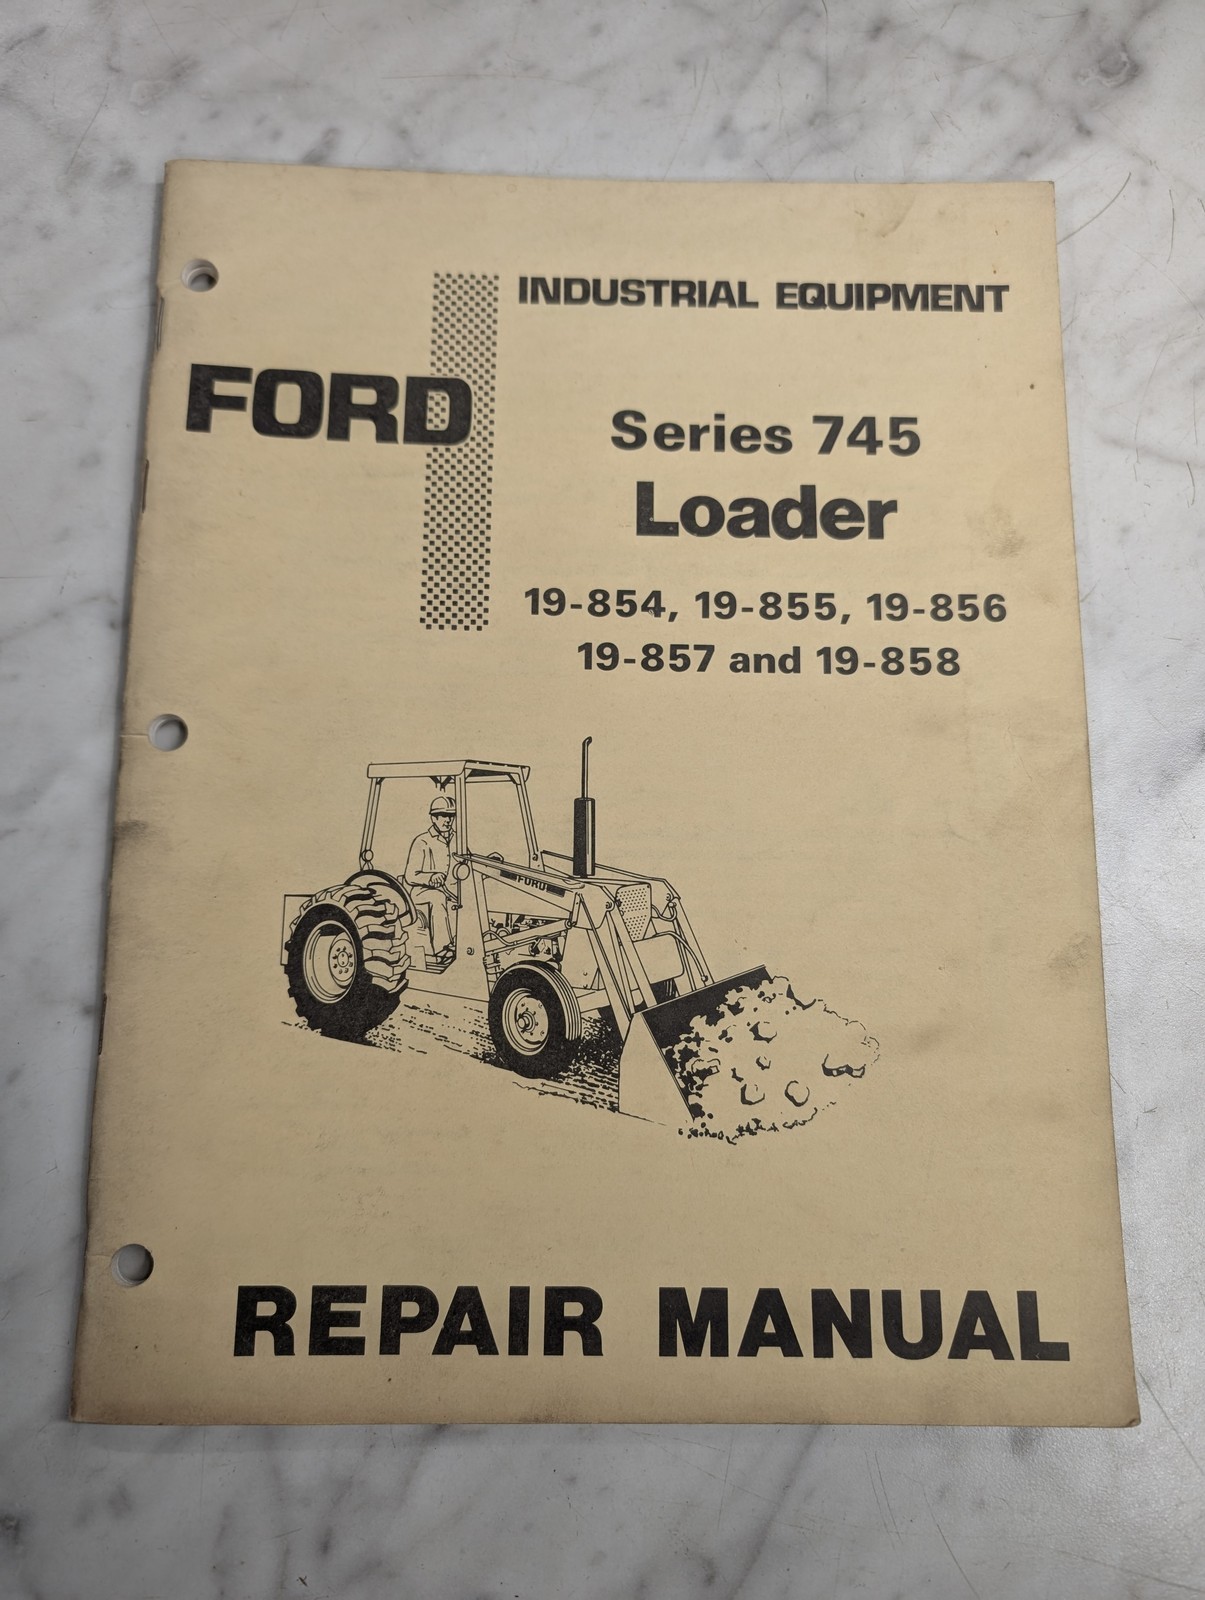 INDUSTRIAL EQUIPMENT
FORD
Series 745
Loader
19-854, 19-855, 19-856
19-857 and 19-858
FORD
REPAIR MANUAL